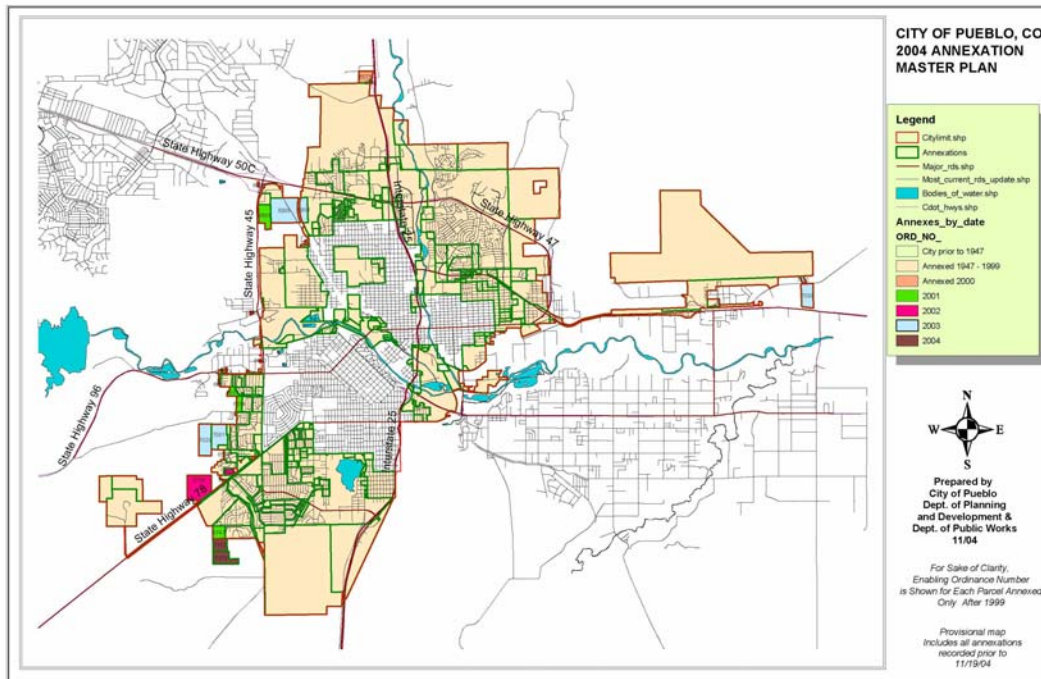 CITY OF PUEBLO, CO
2004 ANNEXATION
MASTER PLAN
Legend
Citylimit.shp
Annexations
Major_rds.shp
Most_current_rds_update.shp
Bodies_of_water.shp
Cdot_hwys.shp
Annexes_by_date
ORD_NO_
City prior to 1947
Annexed 1947 - 1999
Annexed 2000
2001
2002
2003
2004
N
W E
S
Prepared by
City of Pueblo
Dept. of Planning
and Development &
Dept. of Public Works
11/04
For Sake of Clarity,
Enabling Ordinance Number
is Shown for Each Parcel Annexed
Only After 1999
Provisional map
Includes all annexations
recorded prior to
11/19/04
State Highway 50C
State Highway 45
Interstate 25
State Highway 47
State Highway 96
Interstate 25
State Highway 78